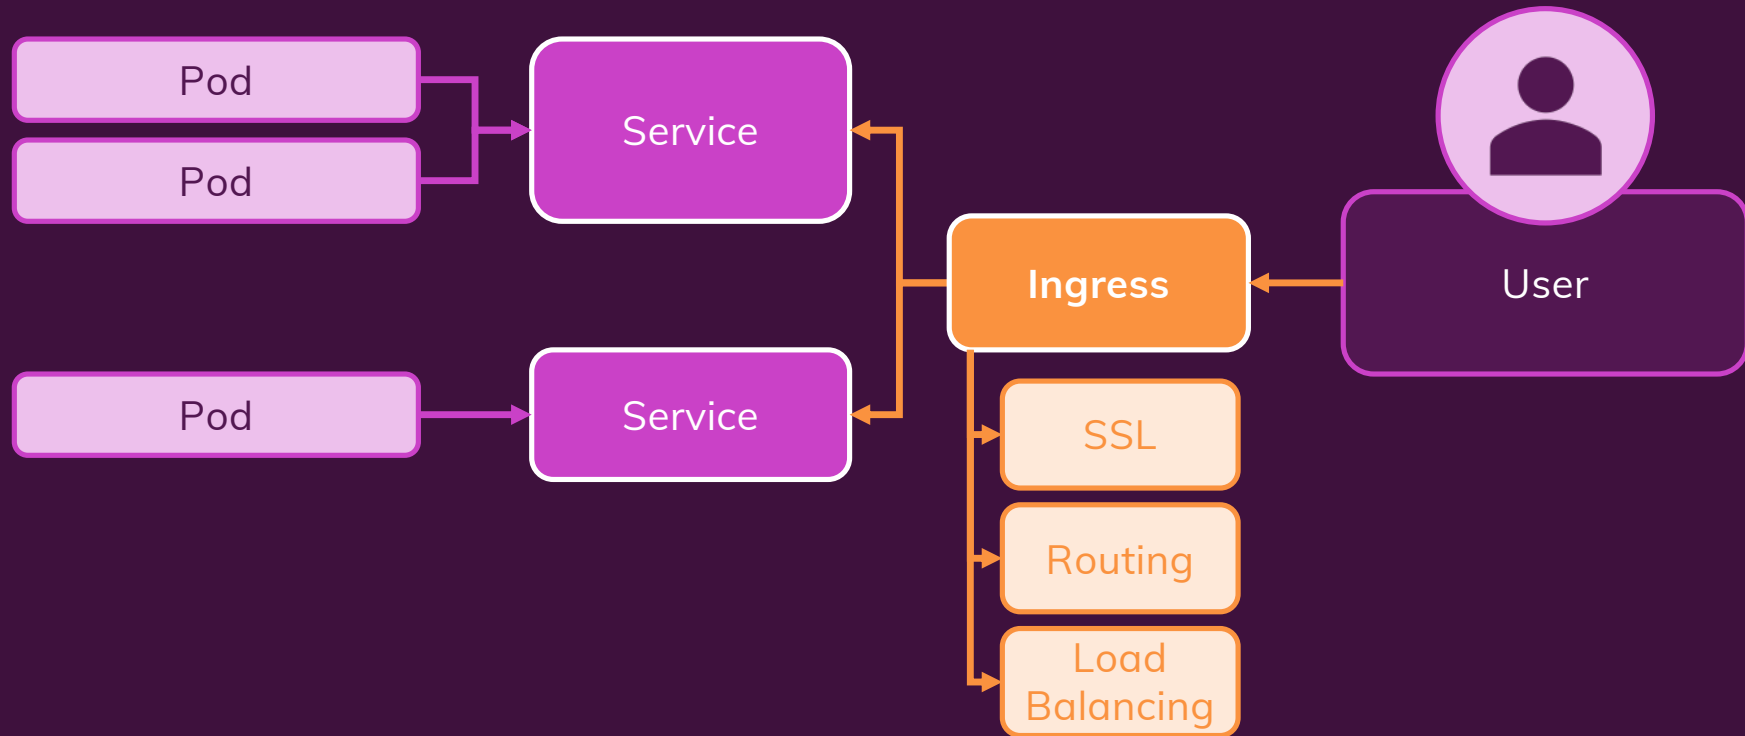 Pod
Pod
Service
Ingress
User
Pod
Service
SSL
Routing
Load
Balancing